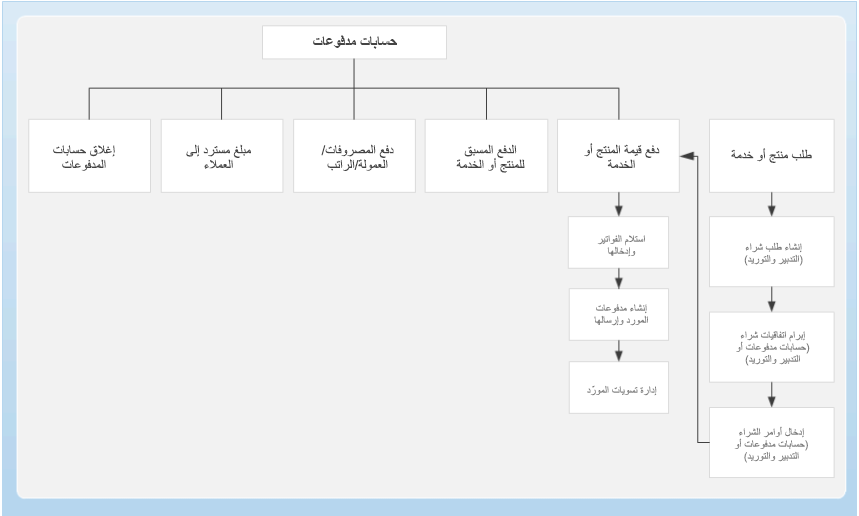 حسابات مدفوعات
طلب منتج أو خدمة
دفع قيمة المنتج أو
الخدمة
الدفع المسبق
للمنتج أو الخدمة
دفع المصروفات/
العمولة/الراتب
مبلغ مسترد إلى
العملاء
إغلاق حسابات
المدفوعات
إنشاء طلب شراء
(التدبير والتوريد)
إبرام اتفاقيات شراء
(حسابات مدفوعات أو
التدبير والتوريد)
إدخال أوامر الشراء
(حسابات مدفوعات أو
التدبير والتوريد)
استلام الفواتير
وإدخالها
إنشاء مدفوعات
المورد وإرسالها
إدارة تسويات المورّد